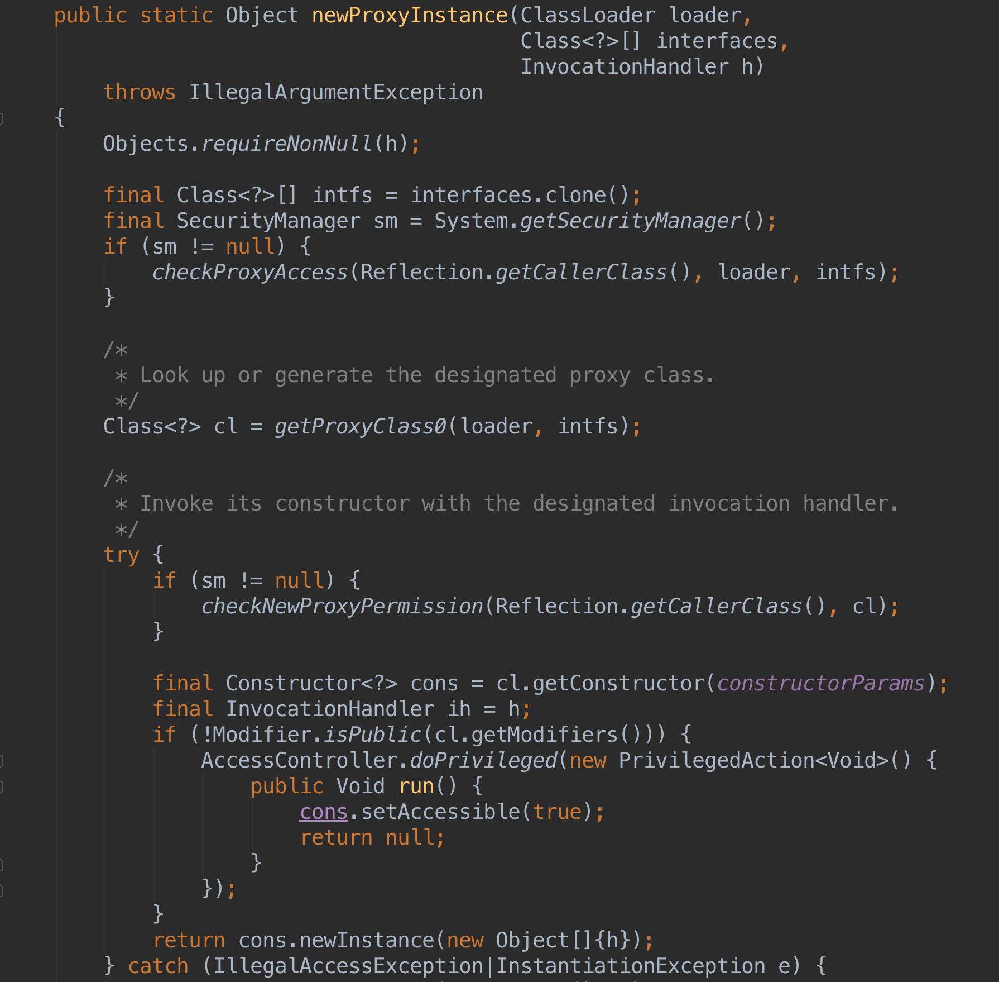 public static Object newProxyInstance(ClassLoader loader,
Class<?>[] interfaces,
InvocationHandler h)
throws IllegalArgumentException
{
Objects.requireNonNull(h);
final Class<?>[] intfs = interfaces.clone();
final SecurityManager sm = System.getSecurityManager();
if (sm != null) {
checkProxyAccess(Reflection.getCallerClass(), loader, intfs);
}
/*
* Look up or generate the designated proxy class.
*/
Class<?> cl = getProxyClass0(loader, intfs);
/*
* Invoke its constructor with the designated invocation handler.
*/
try {
if (sm != null) {
checkNewProxyPermission(Reflection.getCallerClass(), cl);
}
final Constructor<?> cons = cl.getConstructor(constructorParams);
final InvocationHandler ih = h;
if (!Modifier.isPublic(cl.getModifiers())) {
AccessController.doPrivileged(new PrivilegedAction<Void>() {
public Void run() {
cons.setAccessible(true);
return null;
}
});
}
return cons.newInstance(new Object[]{h});
} catch (IllegalAccessException|InstantiationException e) {